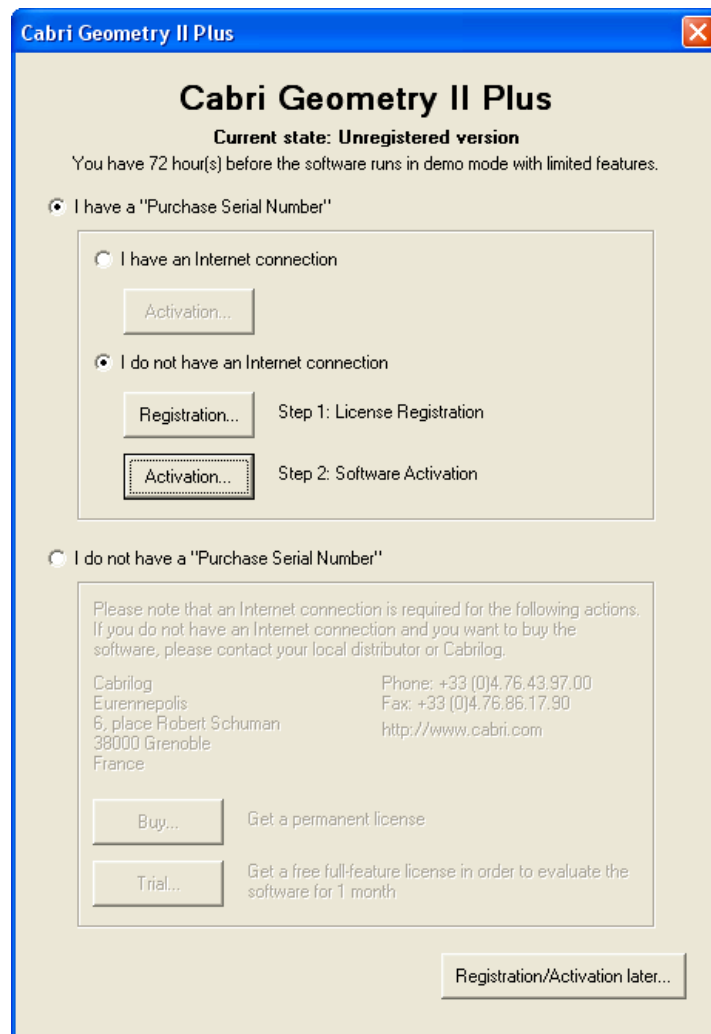 Cabri Geometry II Plus
Cabri Geometry II Plus
Current state: Unregistered version
You have 72 hour(s) before the software runs in demo mode with limited features.
I have a "Purchase Serial Number"
I have an Internet connection
Activation...
I do not have an Internet connection
Registration...
Step 1: License Registration
Activation...
Step 2: Software Activation
I do not have a "Purchase Serial Number"
Please note that an Internet connection is required for the following actions.
If you do not have an Internet connection and you want to buy the
software, please contact your local distributor or Cabrilog.
Cabrilog
Eurennepolis
6, place Robert Schuman
38000 Grenoble
France
Phone: +33 (0)4.76.43.97.00
Fax: +33 (0)4.76.86.17.90
http://www.cabri.com
Buy...
Get a permanent license
Trial...
Get a free full-feature license in order to evaluate the
software for 1 month
Registration/Activation later...